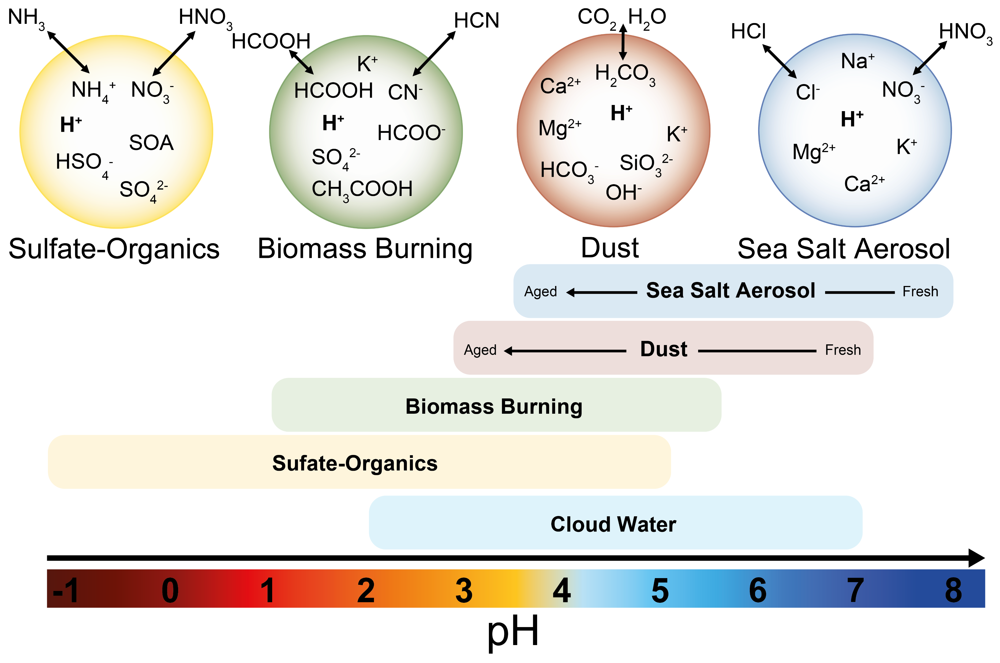 NH₃
HNO₃
NH₄⁺
NO₃⁻
H⁺
SOA
HSO₄⁻
SO₄²⁻
Sulfate-Organics
HCOOH
HCN
K⁺
HCOOH
CN⁻
H⁺
HCOO⁻
SO₄²⁻
CH₃COOH
Biomass Burning
CO₂ H₂O
H₂CO₃
Ca²⁺
H⁺
Mg²⁺
K⁺
HCO₃⁻
SiO₃²⁻
OH⁻
Dust
HCl
HNO₃
Na⁺
Cl⁻
NO₃⁻
H⁺
Mg²⁺
K⁺
Ca²⁺
Sea Salt Aerosol
Aged Sea Salt Aerosol Fresh
Aged Dust Fresh
Biomass Burning
Sufate-Organics
Cloud Water
-1 0 1 2 3 4 5 6 7 8
pH